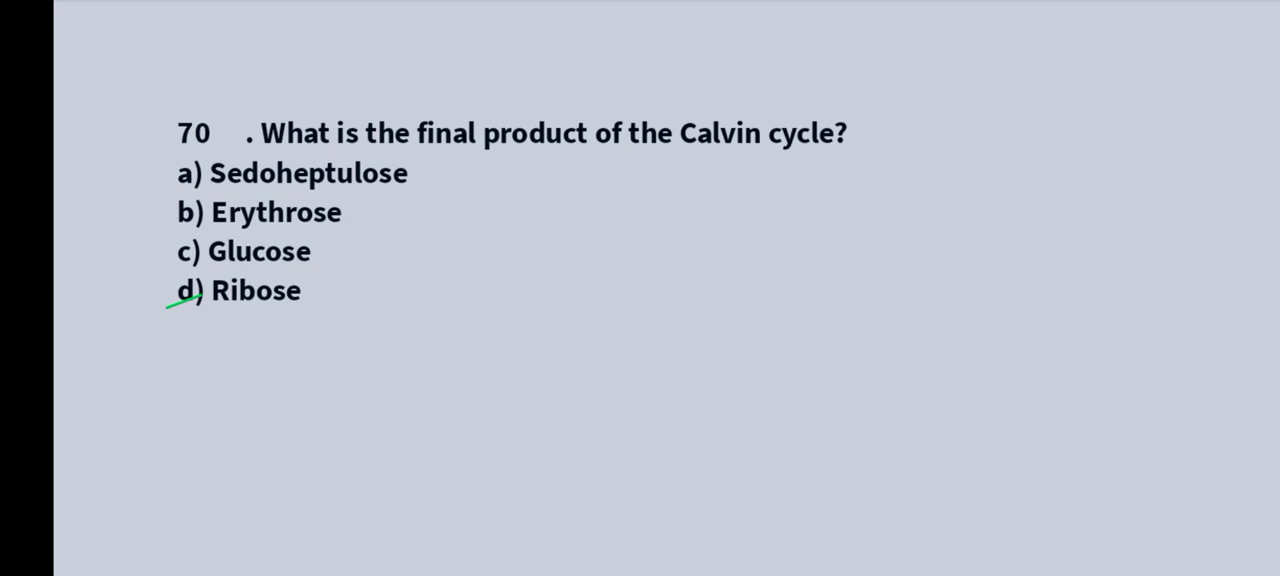 70 . What is the final product of the Calvin cycle?
a) Sedoheptulose
b) Erythrose
c) Glucose
d) Ribose